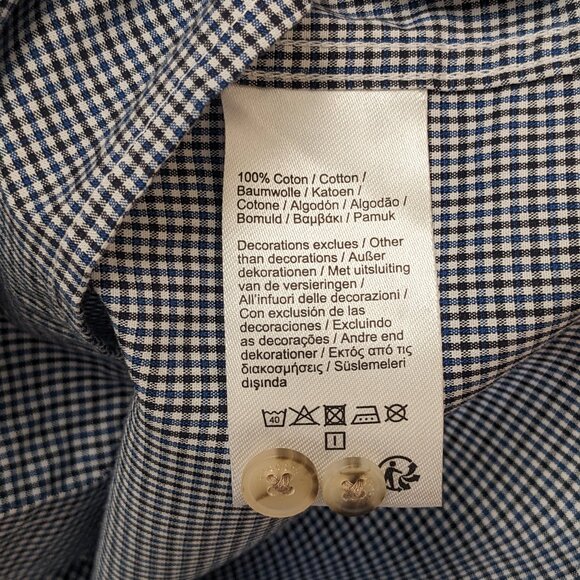 100% Coton / Cotton /
Baumwolle / Katoen /
Cotone / Algodón / Algodão /
Bomuld / Βαμβάκι / Pamuk
Decorations exclues / Other
than decorations / Außer
dekorationen / Met uitsluiting
van de versieringen /
All'infuori delle decorazioni /
Con exclusión de las
decoraciones / Excluindo
as decorações / Andre end
dekorationer / Εκτός από τις
διακοσμήσεις / Süslemeleri
dışında
40
I